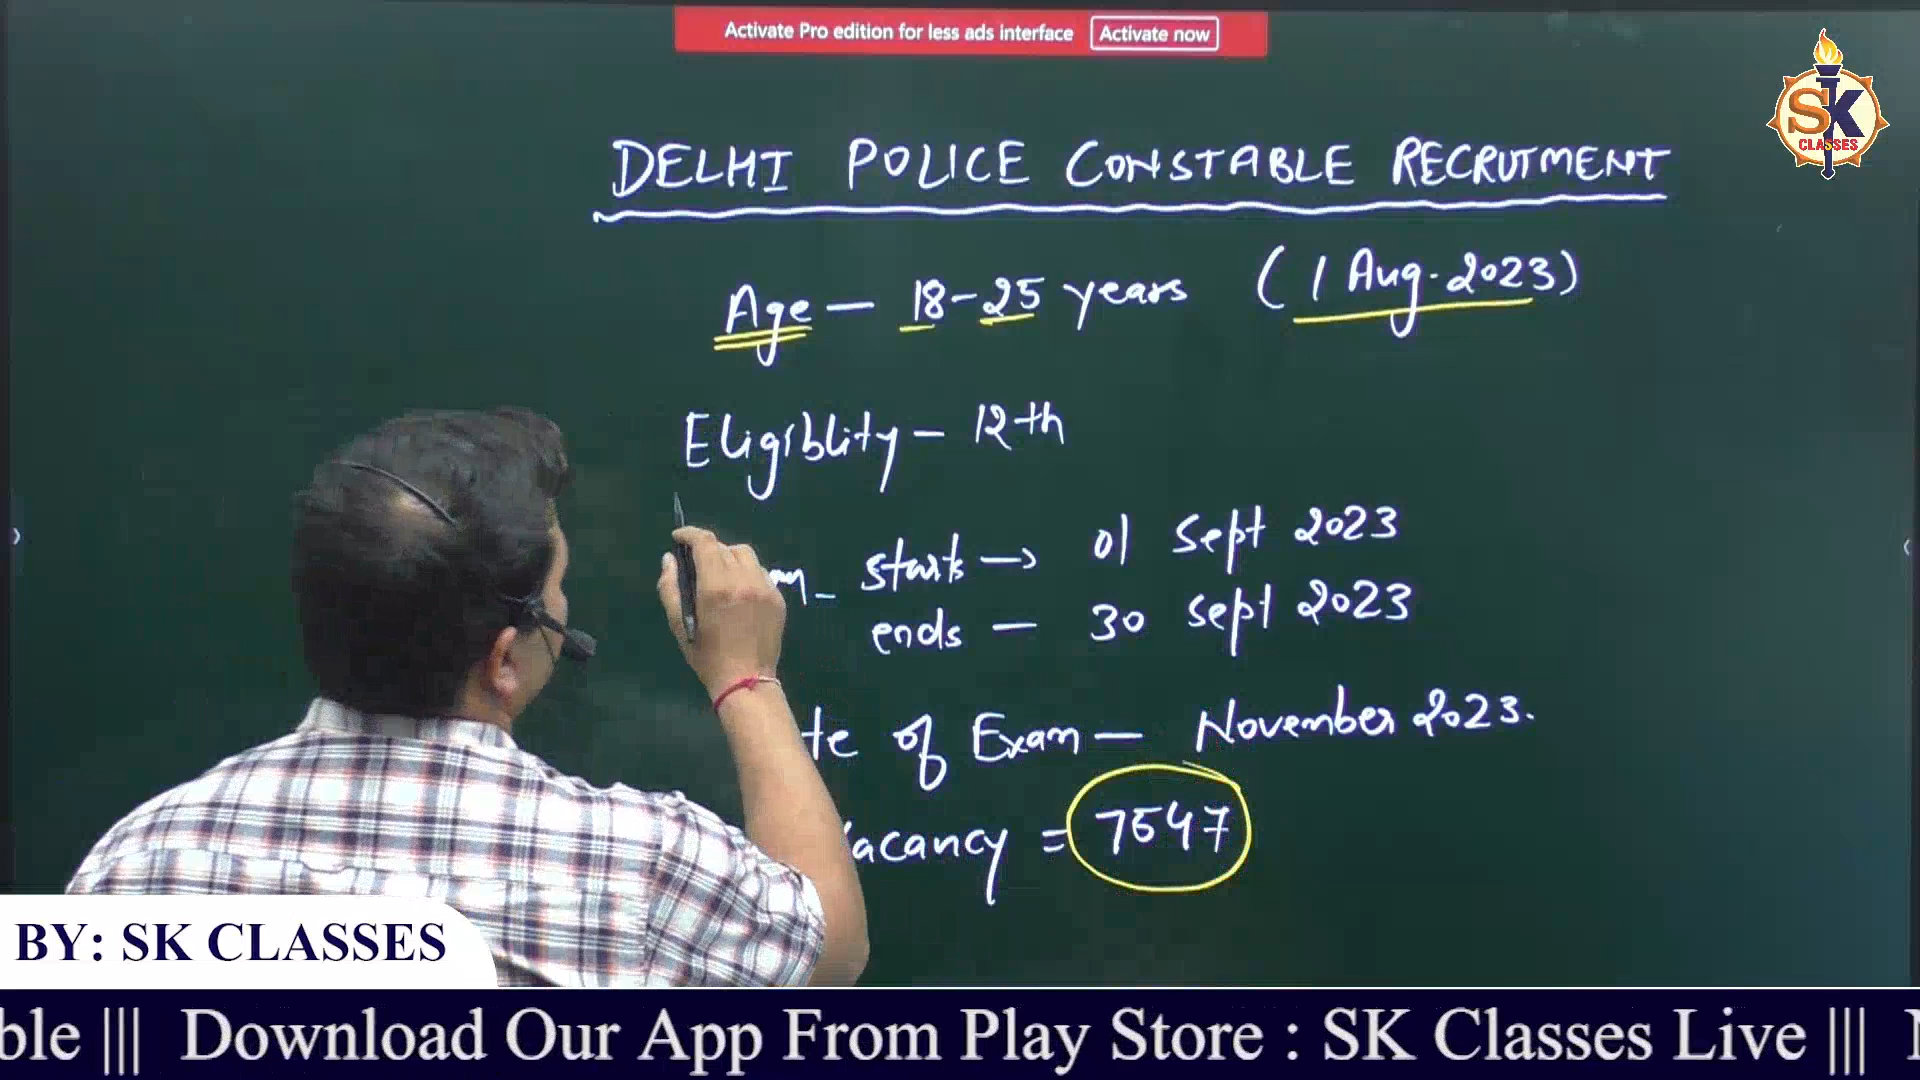 Activate Pro edition for less ads interface Activate now
SK
CLASSES
DELHI POLICE CONSTABLE RECRUTMENT
Age — 18-25 years (1 Aug. 2023)
Eligiblity — 12th
starts → 01 Sept 2023
ends — 30 Sept 2023
te of Exam — November 2023.
Vacancy = 7547
BY: SK CLASSES
ble ||| Download Our App From Play Store : SK Classes Live |||